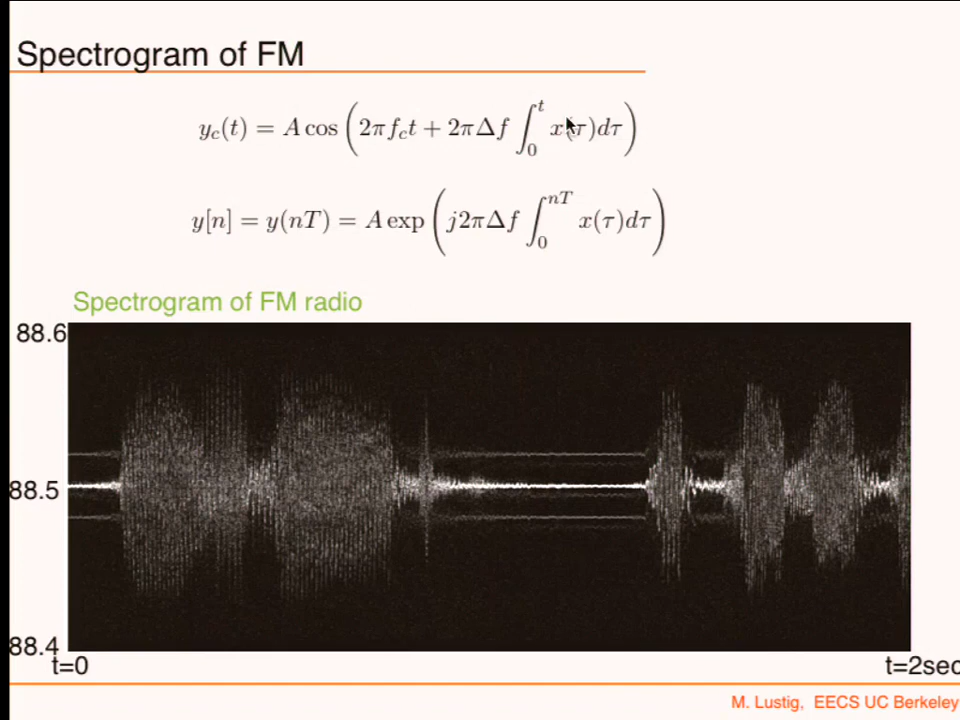 Spectrogram of FM
y_c(t) = A cos (2πf_ct + 2πΔf ∫_0^t x(τ)dτ)
y[n] = y(nT) = A exp (j2πΔf ∫_0^{nT} x(τ)dτ)
Spectrogram of FM radio
88.6
88.5
88.4
t=0 t=2sec
M. Lustig, EECS UC Berkeley